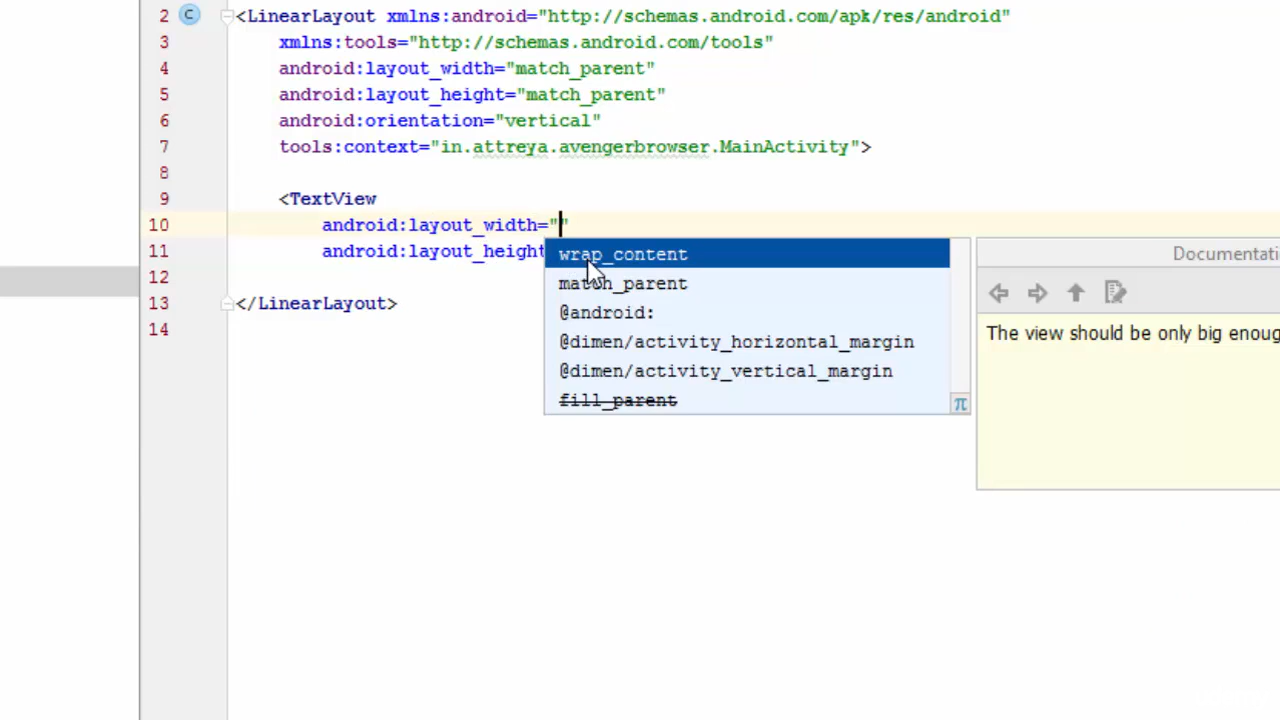 2 C <LinearLayout xmlns:android="http://schemas.android.com/apk/res/android"
3 xmlns:tools="http://schemas.android.com/tools"
4 android:layout_width="match_parent"
5 android:layout_height="match_parent"
6 android:orientation="vertical"
7 tools:context="in.attreya.avengerbrowser.MainActivity">
8
9 <TextView
10 android:layout_width=""
11 android:layout_height
12
13 </LinearLayout>
14
wrap_content
match_parent
@android:
@dimen/activity_horizontal_margin
@dimen/activity_vertical_margin
fill_parent
π
Documentati
The view should be only big enoug